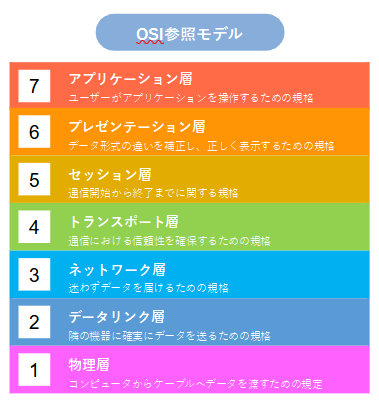 OSI参照モデル
7
アプリケーション層
ユーザーがアプリケーションを操作するための規格
6
プレゼンテーション層
データ形式の違いを補正し、正しく表示するための規格
5
セッション層
通信開始から終了までに関する規格
4
トランスポート層
通信における信頼性を確保するための規格
3
ネットワーク層
迷わずデータを届けるための規格
2
データリンク層
隣の機器に確実にデータを送るための規格
1
物理層
コンピュータからケーブルへデータを渡すための規定